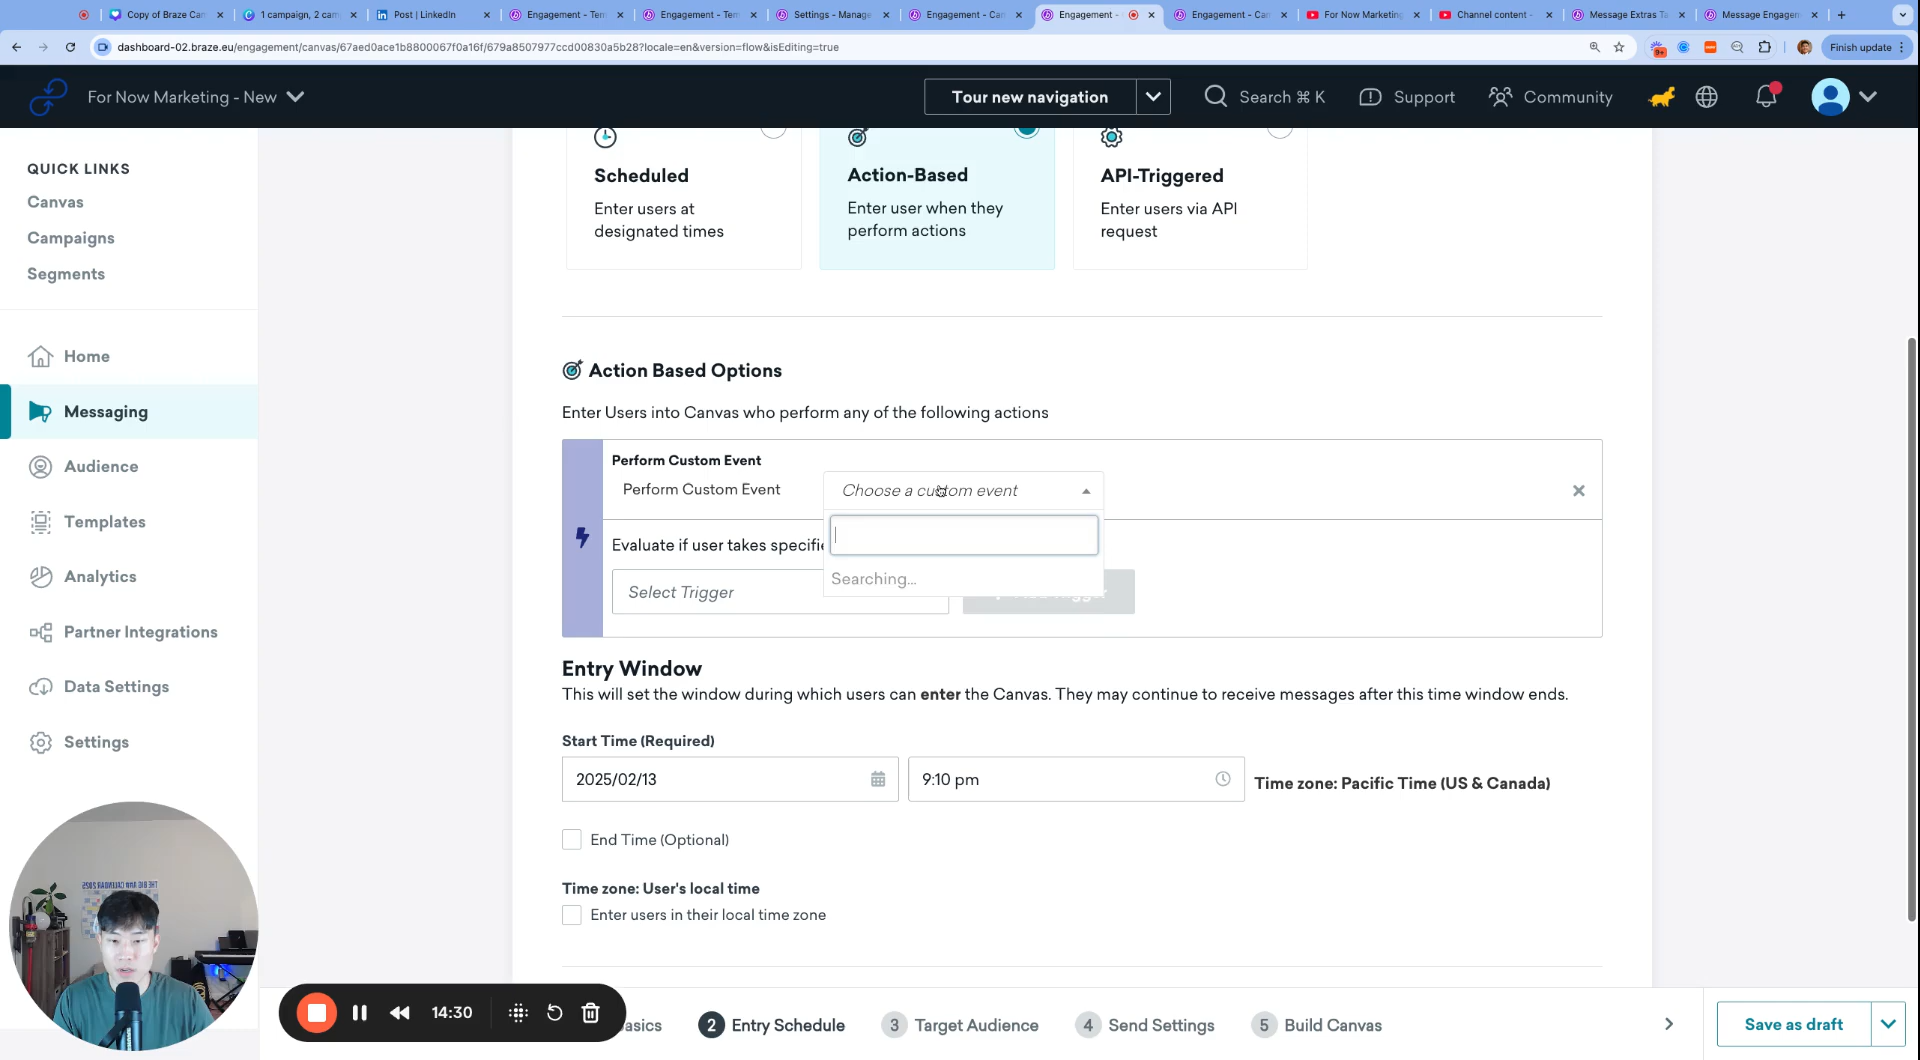 Copy of Braze Can
1 campaign, 2 cam
Post | LinkedIn
Engagement - Tem
Engagement - Tem
Settings - Manage
Engagement - Can
Engagement -
Engagement - Can
For Now Marketing
Channel content -
Message Extras Ta
Message Engagem
dashboard-02.braze.eu/engagement/canvas/67aed0ace1b8800067f0a16f/679a8507977ccd00830a5b28?locale=en&version=flow&isEditing=true
9+
Finish update
For Now Marketing - New
Tour new navigation
Search ⌘ K
Support
Community
QUICK LINKS
Canvas
Campaigns
Segments
Home
Messaging
Audience
Templates
Analytics
Partner Integrations
Data Settings
Settings
Scheduled
Enter users at
designated times
Action-Based
Enter user when they
perform actions
API-Triggered
Enter users via API
request
Action Based Options
Enter Users into Canvas who perform any of the following actions
Perform Custom Event
Perform Custom Event
Choose a custom event
Searching...
Evaluate if user takes specifie
Select Trigger
Entry Window
This will set the window during which users can enter the Canvas. They may continue to receive messages after this time window ends.
Start Time (Required)
2025/02/13
9:10 pm
Time zone: Pacific Time (US & Canada)
End Time (Optional)
Time zone: User's local time
Enter users in their local time zone
14:30
asics
2 Entry Schedule
3 Target Audience
4 Send Settings
5 Build Canvas
Save as draft